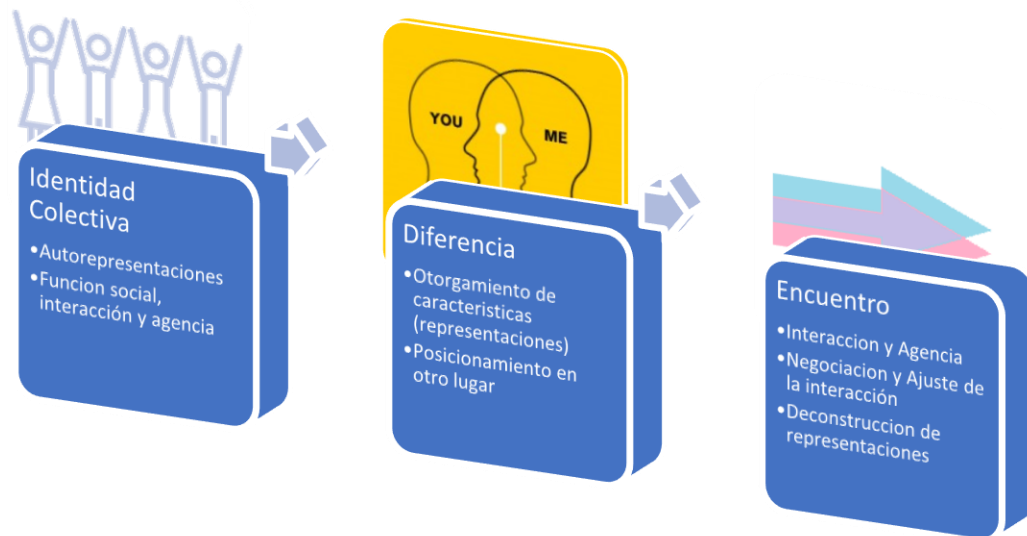 Identidad
Colectiva
•Autorepresentaciones
•Funcion social,
interacción y agencia
YOU
ME
Diferencia
•Otorgamiento de
caracteristicas
(representaciones)
•Posicionamiento en
otro lugar
Encuentro
•Interaccion y Agencia
•Negociacion y Ajuste de
la interacción
•Deconstruccion de
representaciones